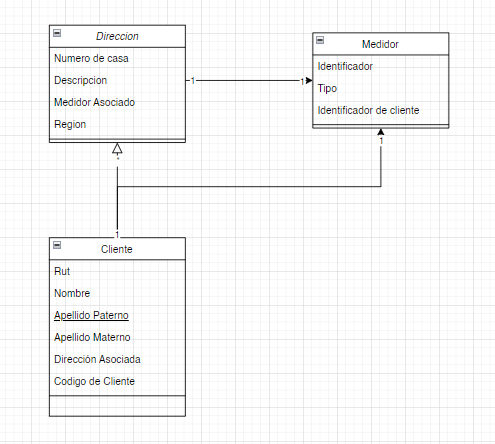 Direccion
Numero de casa
Descripcion
Medidor Asociado
Region
1
1
Medidor
Identificador
Tipo
Identificador de cliente
1
1
Cliente
Rut
Nombre
Apellido Paterno
Apellido Materno
Dirección Asociada
Codigo de Cliente